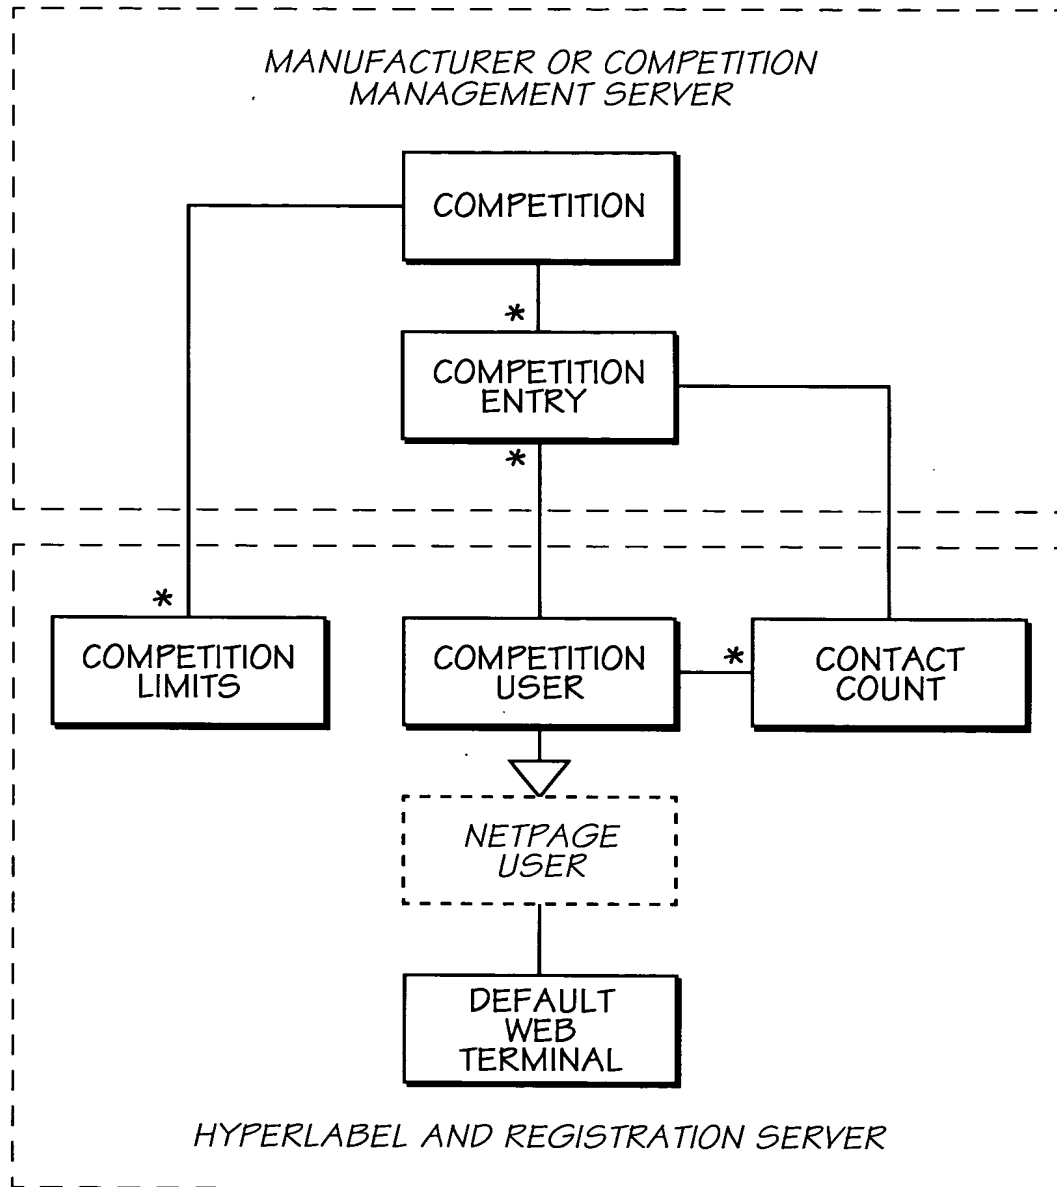 MANUFACTURER OR COMPETITION
MANAGEMENT SERVER
COMPETITION
*
COMPETITION
ENTRY
*
*
COMPETITION
LIMITS
COMPETITION
USER
*
CONTACT
COUNT
NETPAGE
USER
DEFAULT
WEB
TERMINAL
HYPERLABEL AND REGISTRATION SERVER